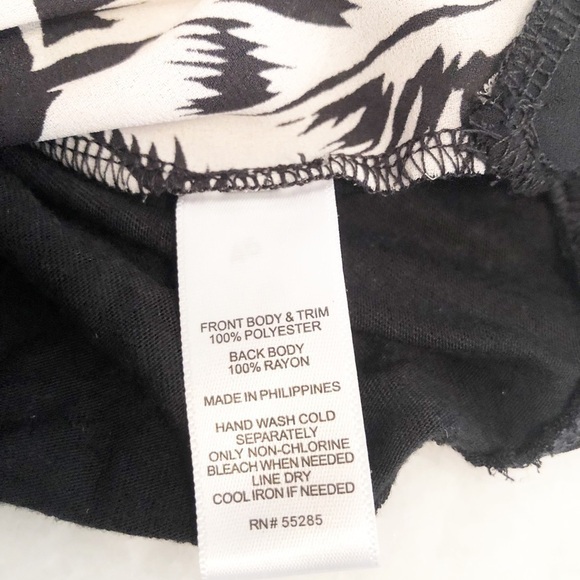 FRONT BODY & TRIM
100% POLYESTER
BACK BODY
100% RAYON
MADE IN PHILIPPINES
HAND WASH COLD
SEPARATELY
ONLY NON-CHLORINE
BLEACH WHEN NEEDED
LINE DRY
COOL IRON IF NEEDED
RN# 55285